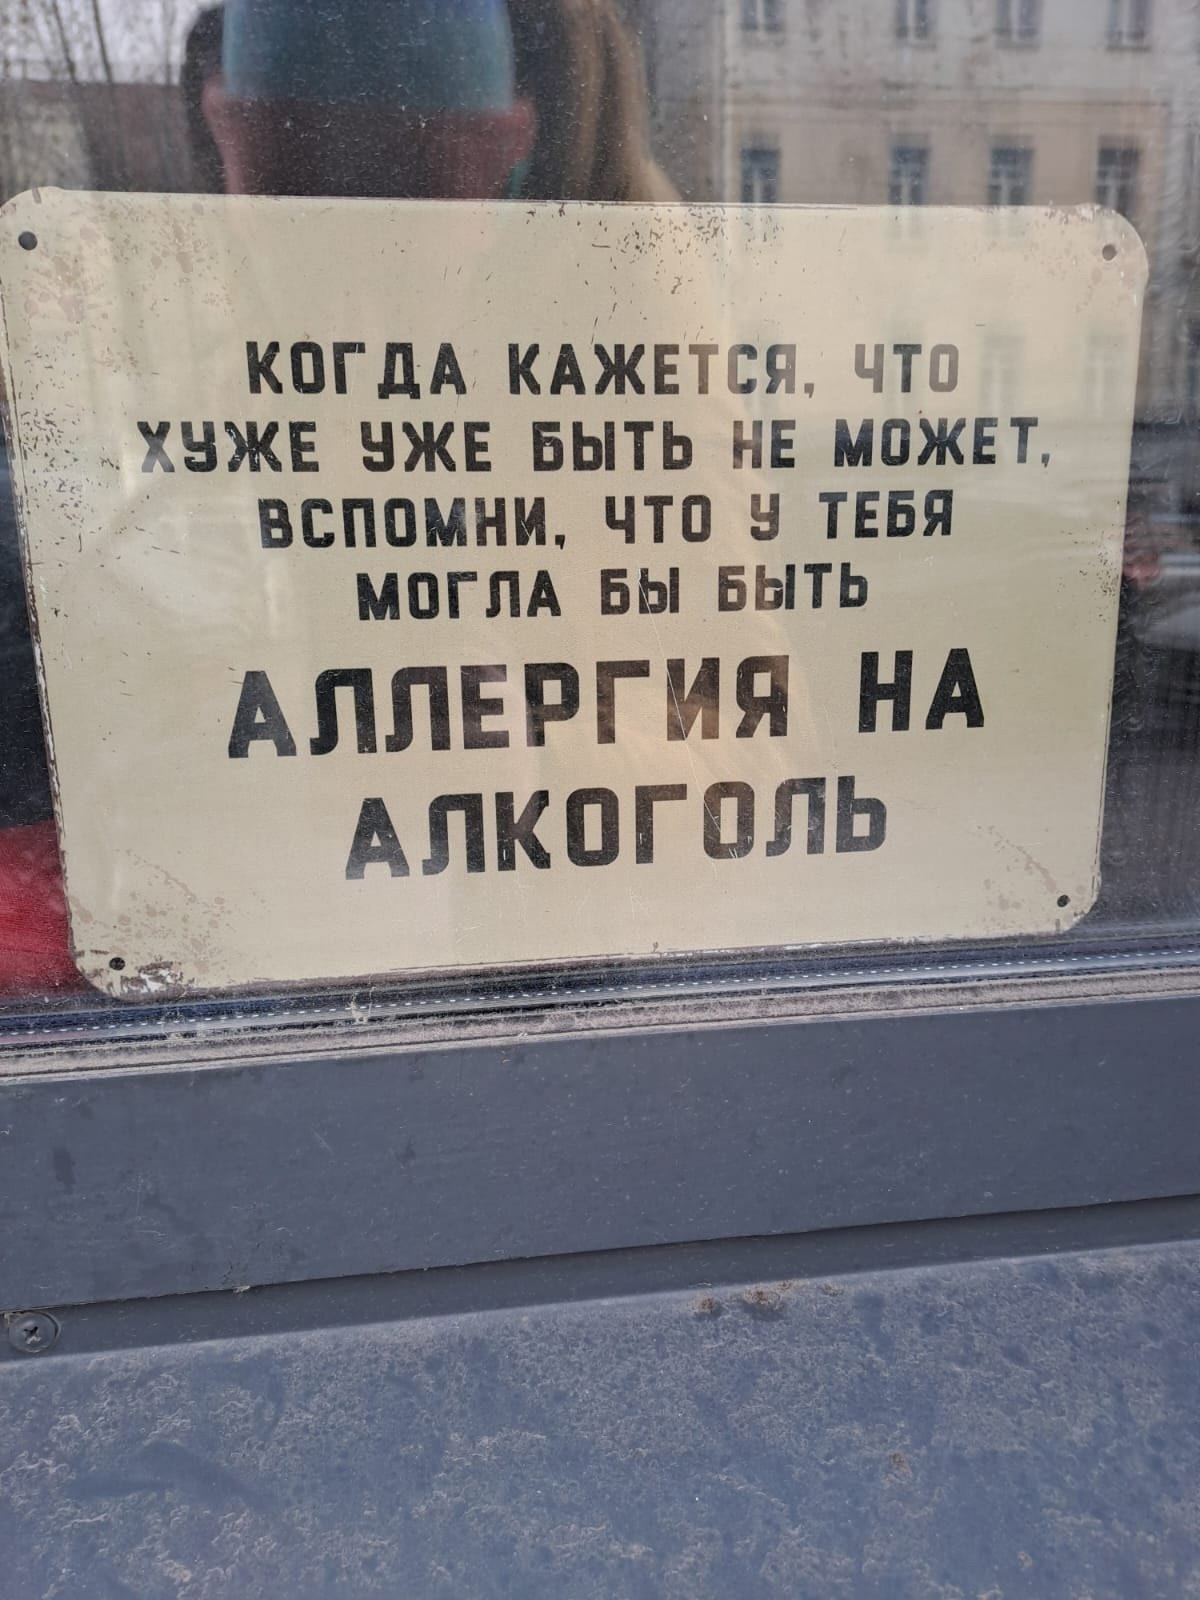 КОГДА КАЖЕТСЯ, ЧТО
ХУЖЕ УЖЕ БЫТЬ НЕ МОЖЕТ,
ВСПОМНИ, ЧТО У ТЕБЯ
МОГЛА БЫ БЫТЬ
АЛЛЕРГИЯ НА
АЛКОГОЛЬ